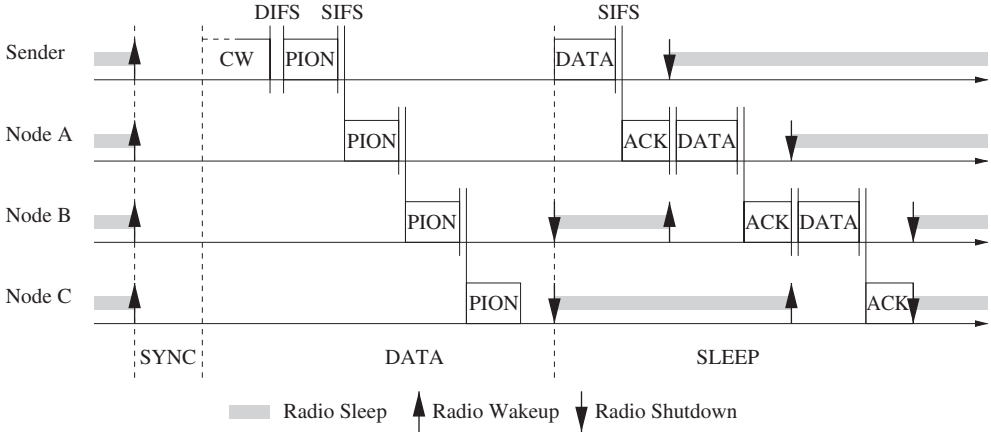 DIFS SIFS SIFS
Sender CW PION DATA
Node A PION ACK DATA
Node B PION ACK DATA
Node C PION ACK
SYNC DATA SLEEP
Radio Sleep Radio Wakeup Radio Shutdown